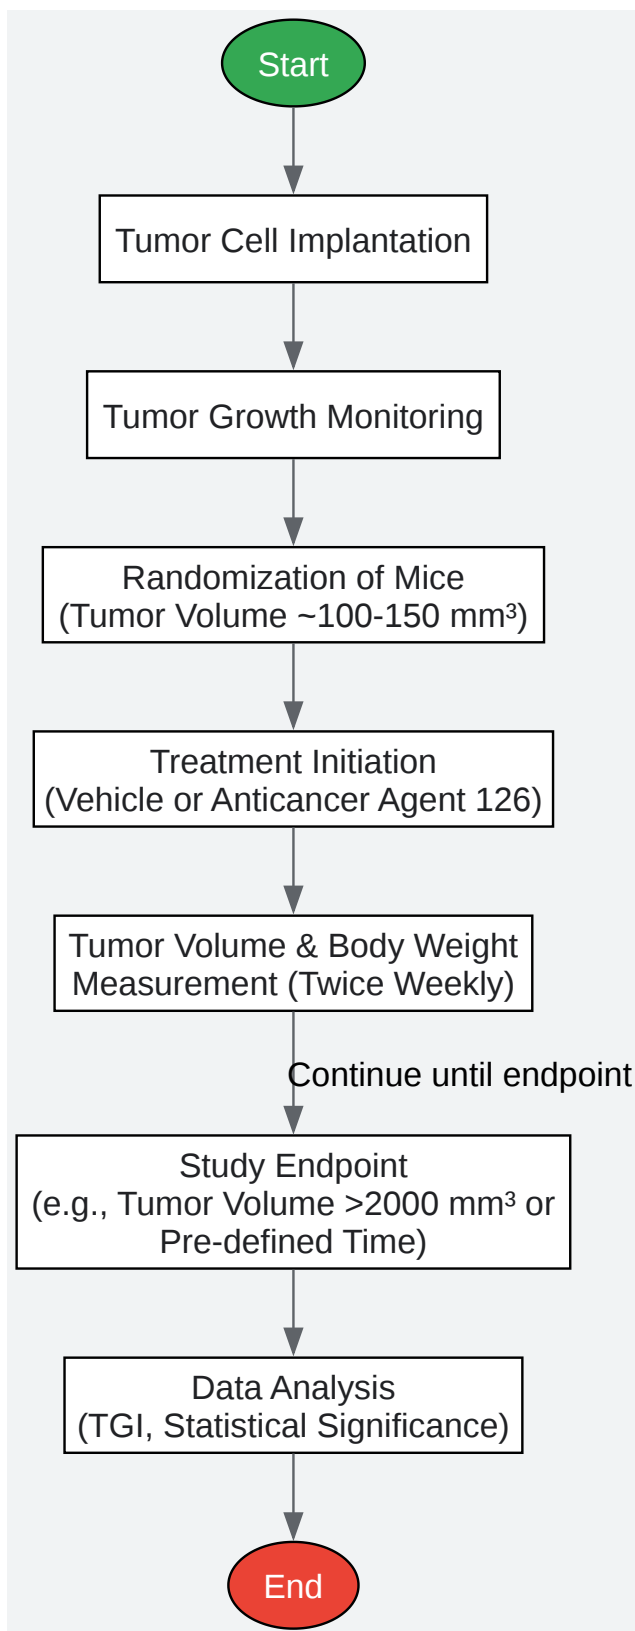 Start
Tumor Cell Implantation
Tumor Growth Monitoring
Randomization of Mice
(Tumor Volume ~100-150 mm³)
Treatment Initiation
(Vehicle or Anticancer Agent 126)
Tumor Volume & Body Weight
Measurement (Twice Weekly)
Continue until endpoint
Study Endpoint
(e.g., Tumor Volume >2000 mm³ or
Pre-defined Time)
Data Analysis
(TGI, Statistical Significance)
End